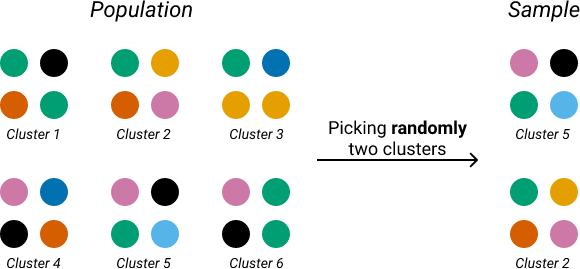 Population
Sample
Cluster 1
Cluster 2
Cluster 3
Picking randomly
two clusters
Cluster 5
Cluster 4
Cluster 5
Cluster 6
Cluster 2